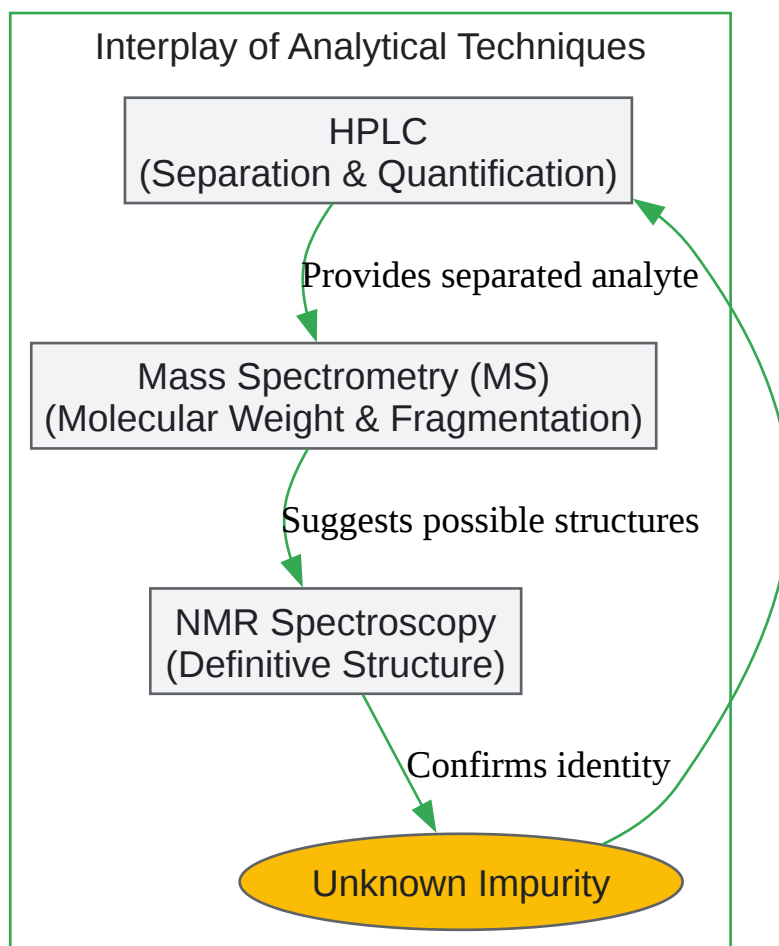 Interplay of Analytical Techniques
HPLC
(Separation & Quantification)
Provides separated analyte
Mass Spectrometry (MS)
(Molecular Weight & Fragmentation)
Suggests possible structures
NMR Spectroscopy
(Definitive Structure)
Confirms identity
Unknown Impurity